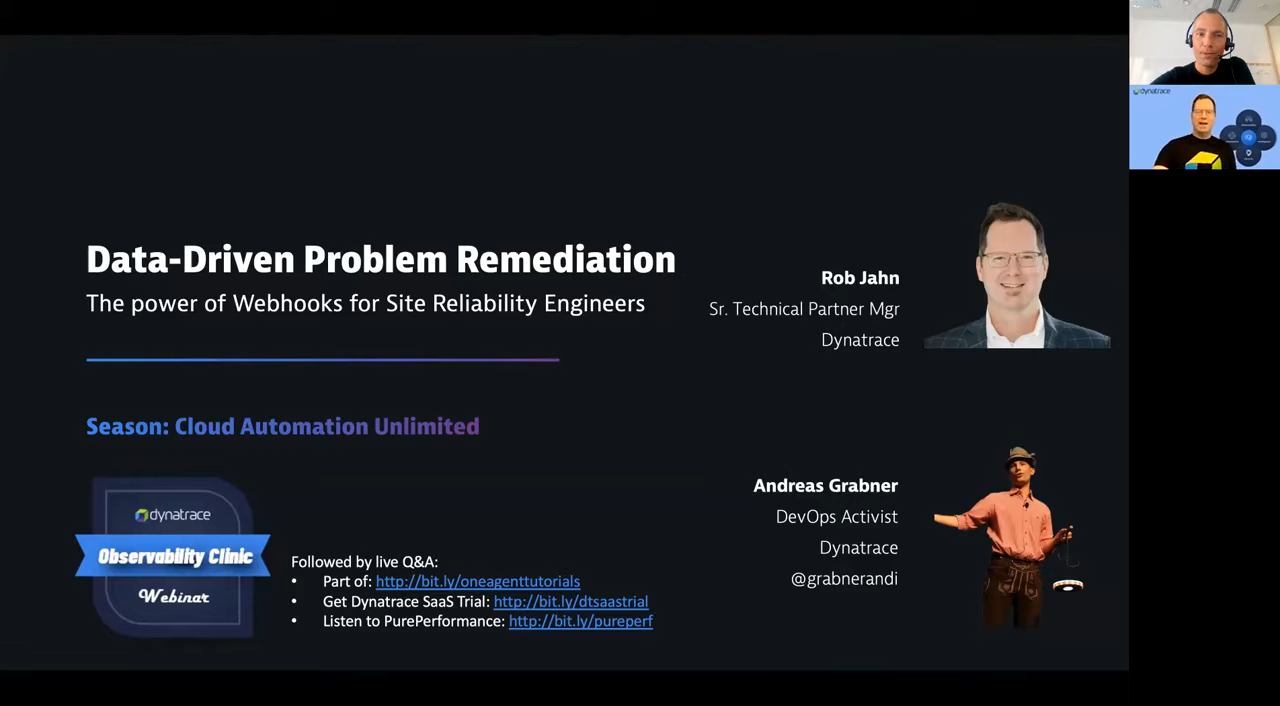 dynatrace
Data-Driven Problem Remediation
The power of Webhooks for Site Reliability Engineers
Rob Jahn
Sr. Technical Partner Mgr
Dynatrace
Season: Cloud Automation Unlimited
Andreas Grabner
DevOps Activist
Dynatrace
@grabnerandi
dynatrace
Observability Clinic
Webinar
Followed by live Q&A:
• Part of: http://bit.ly/oneagenttutorials
• Get Dynatrace SaaS Trial: http://bit.ly/dtsaastrial
• Listen to PurePerformance: http://bit.ly/pureperf